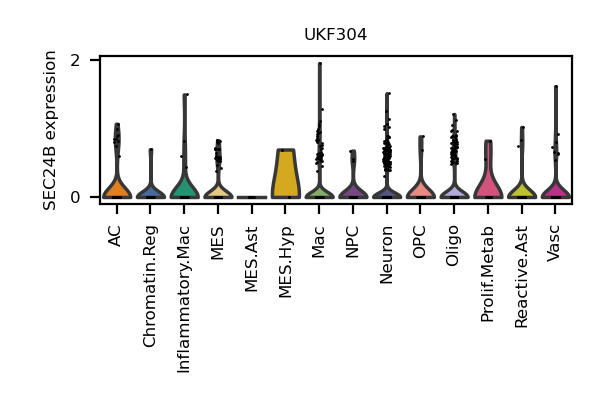 UKF304
SEC24B expression
2
0
AC
Chromatin.Reg
Inflammatory.Mac
MES
MES.Ast
MES.Hyp
Mac
NPC
Neuron
OPC
Oligo
Prolif.Metab
Reactive.Ast
Vasc